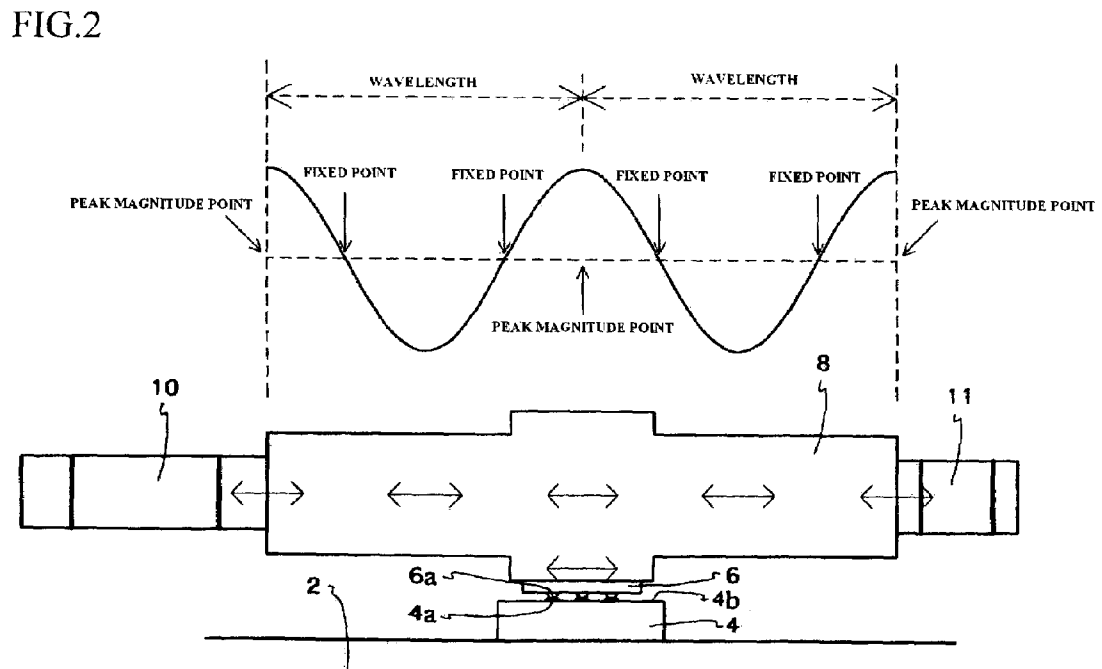 FIG.2
WAVELENGTH
WAVELENGTH
FIXED POINT
FIXED POINT
FIXED POINT
FIXED POINT
PEAK MAGNITUDE POINT
PEAK MAGNITUDE POINT
PEAK MAGNITUDE POINT
10
8
11
6a
6
2
4a
4b
4